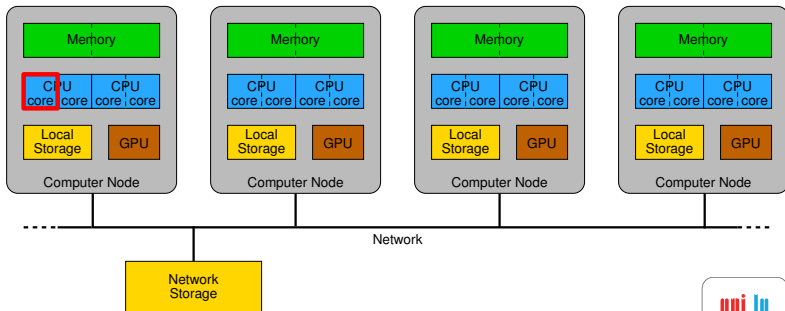 Memory Memory Memory Memory
CPU CPU CPU CPU CPU CPU CPU CPU
core core core core core core core core core core core core core core core core
Local Local Local Local
Storage GPU Storage GPU Storage GPU Storage GPU
Computer Node Computer Node Computer Node Computer Node
Network
Network
Storage
uni lu